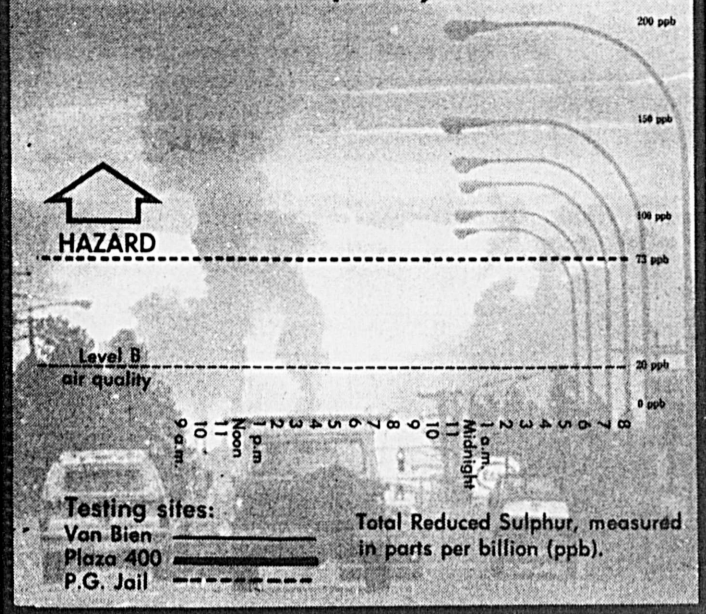 200 ppb
150 ppb
100 ppb
HAZARD
73 ppb
Level B
air quality
20 ppb
0 ppb
9 a.m.
10
11
Noon
1 p.m
2
3
4
5
6
7
8
9
10
11
Midnight
1 a.m.
2
3
4
5
6
7
8
Testing sites:
Van Bien
Plaza 400
P.G. Jail
Total Reduced Sulphur, measured
in parts per billion (ppb).